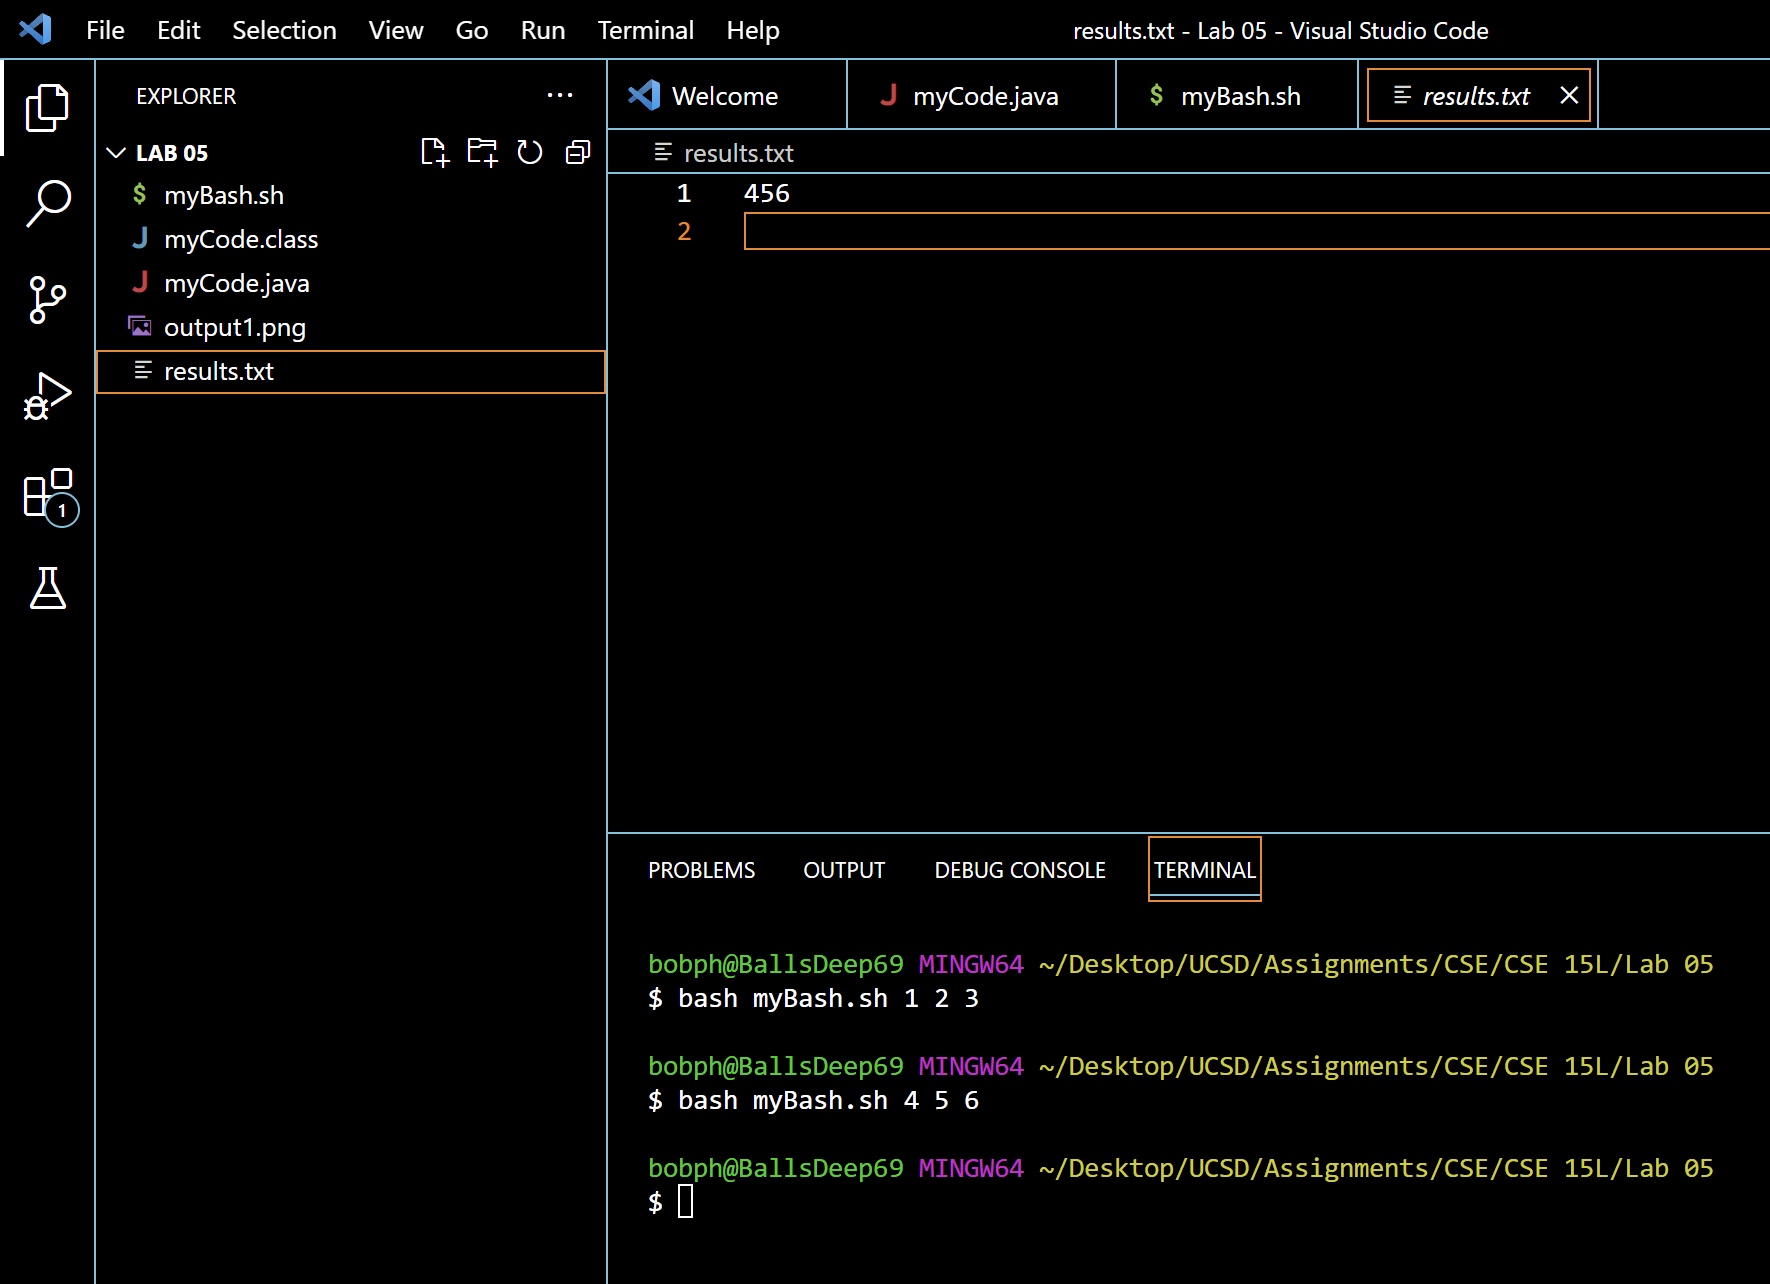 File Edit Selection View Go Run Terminal Help results.txt - Lab 05 - Visual Studio Code
EXPLORER ...
LAB 05
$ myBash.sh
J myCode.class
J myCode.java
output1.png
results.txt
1
Welcome J myCode.java $ myBash.sh results.txt
results.txt
1 456
2
PROBLEMS OUTPUT DEBUG CONSOLE TERMINAL
bobph@BallsDeep69 MINGW64 ~/Desktop/UCSD/Assignments/CSE/CSE 15L/Lab 05
$ bash myBash.sh 1 2 3
bobph@BallsDeep69 MINGW64 ~/Desktop/UCSD/Assignments/CSE/CSE 15L/Lab 05
$ bash myBash.sh 4 5 6
bobph@BallsDeep69 MINGW64 ~/Desktop/UCSD/Assignments/CSE/CSE 15L/Lab 05
$